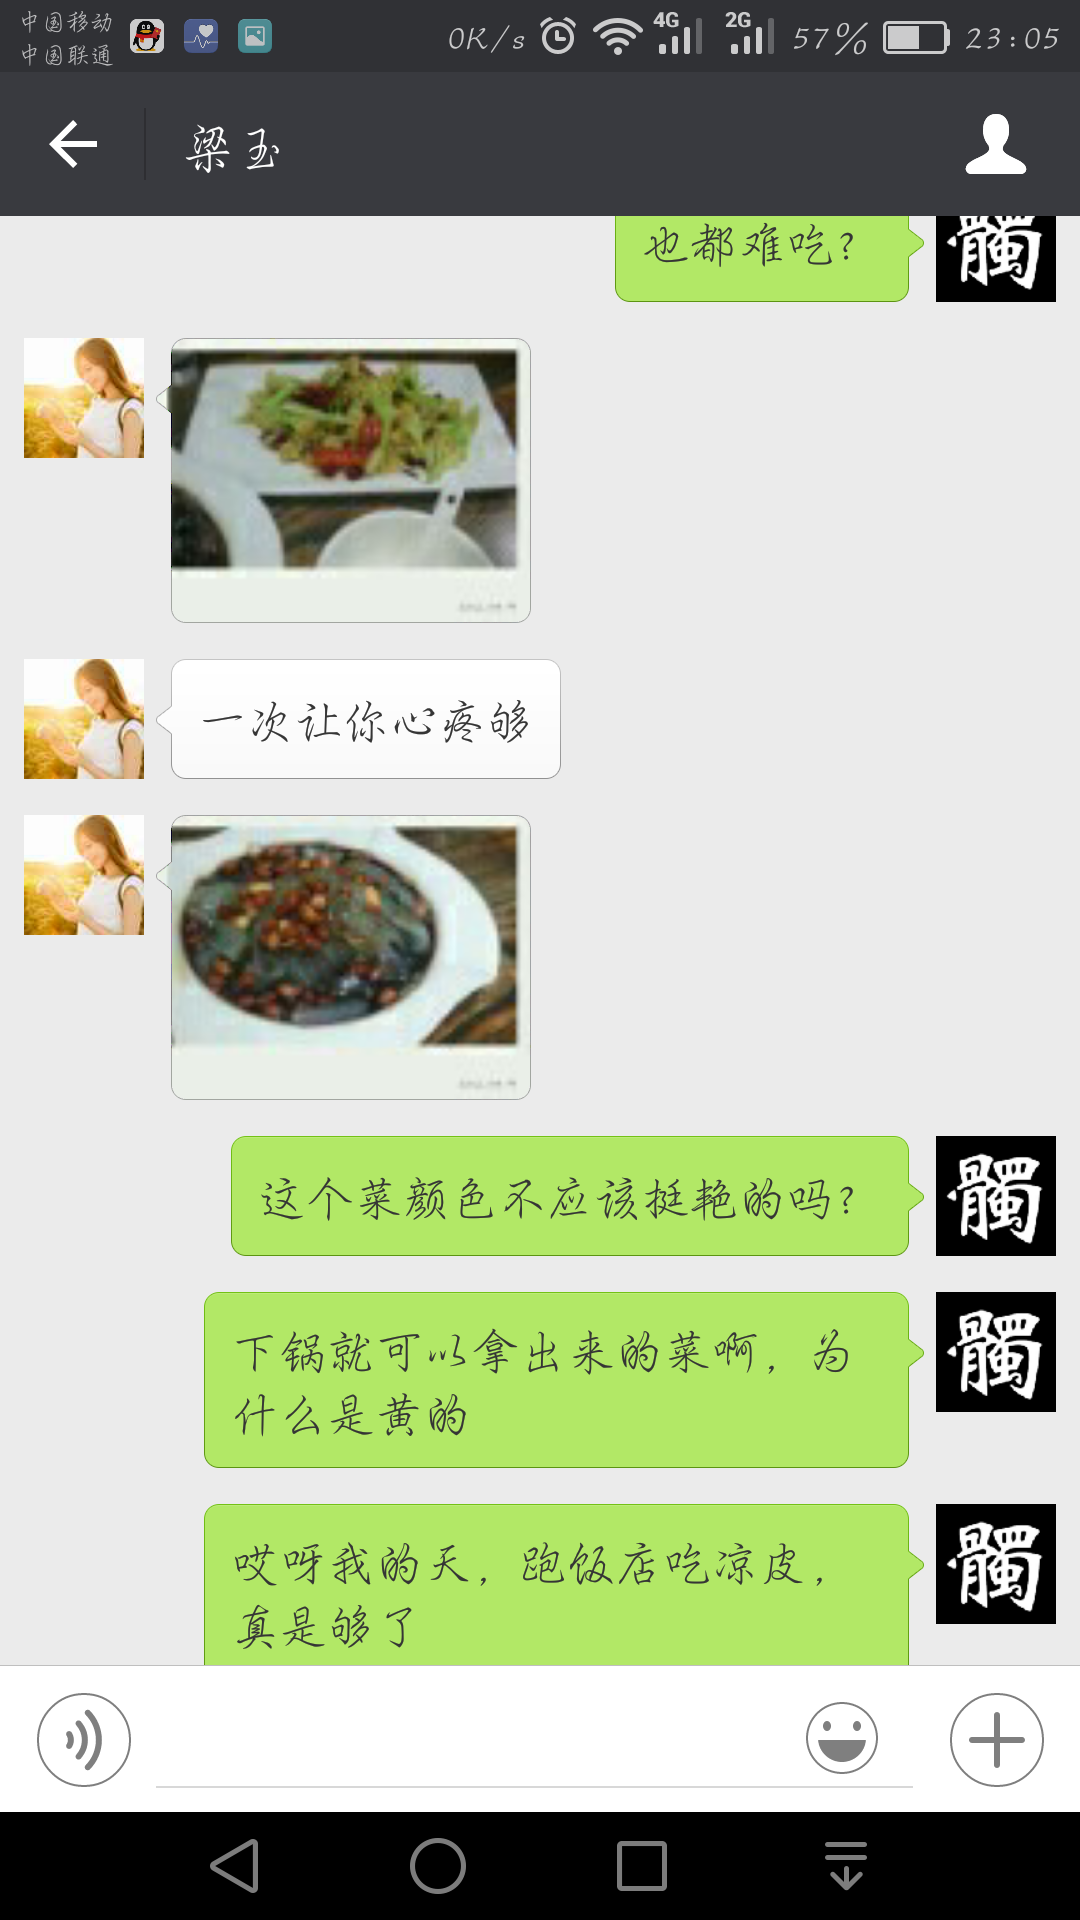 中国移动
中国联通
0K/s 4G 2G 57% 23:05
梁玉
也都难吃?
髑
一次让你心疼够
这个菜颜色不应该挺艳的吗?
髑
下锅就可以拿出来的菜啊，为
什么是黄的
髑
哎呀我的天，跑饭店吃凉皮，
真是够了
髑